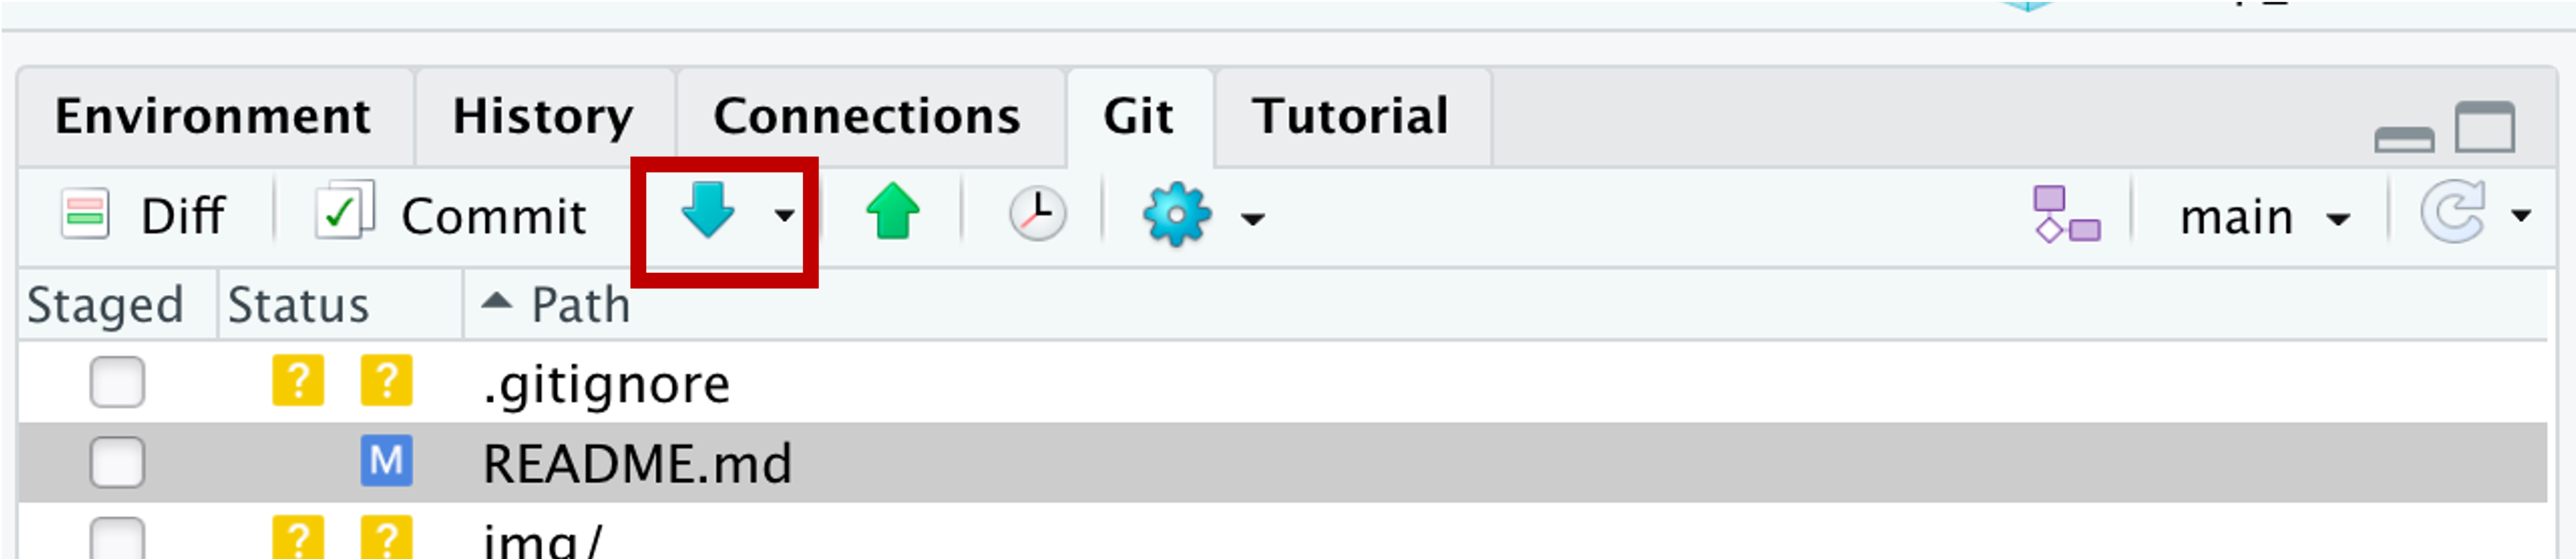 Environment History Connections Git Tutorial
Diff Commit main
Staged Status Path
? ? .gitignore
M README.md
? ? img/